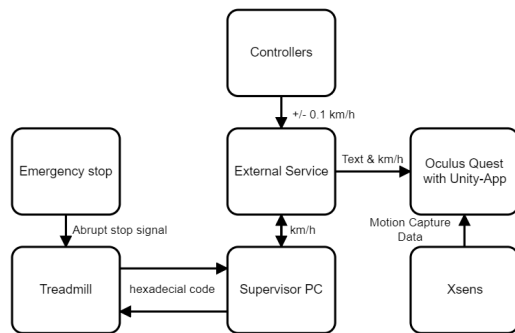 Controllers
+/- 0.1 km/h
Emergency stop
External Service
Text & km/h
Oculus Quest
with Unity-App
Abrupt stop signal
km/h
Motion Capture
Data
Treadmill
hexadecial code
Supervisor PC
Xsens